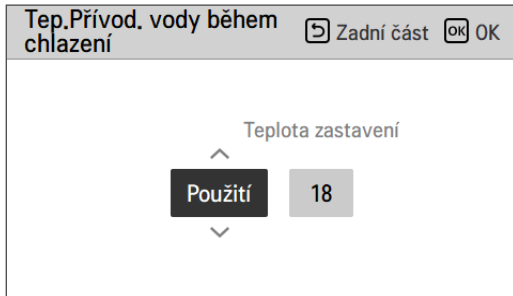 Tep.Přívod. vody během
chlazení
Zadní část OK OK
Teplota zastavení
Použití 18